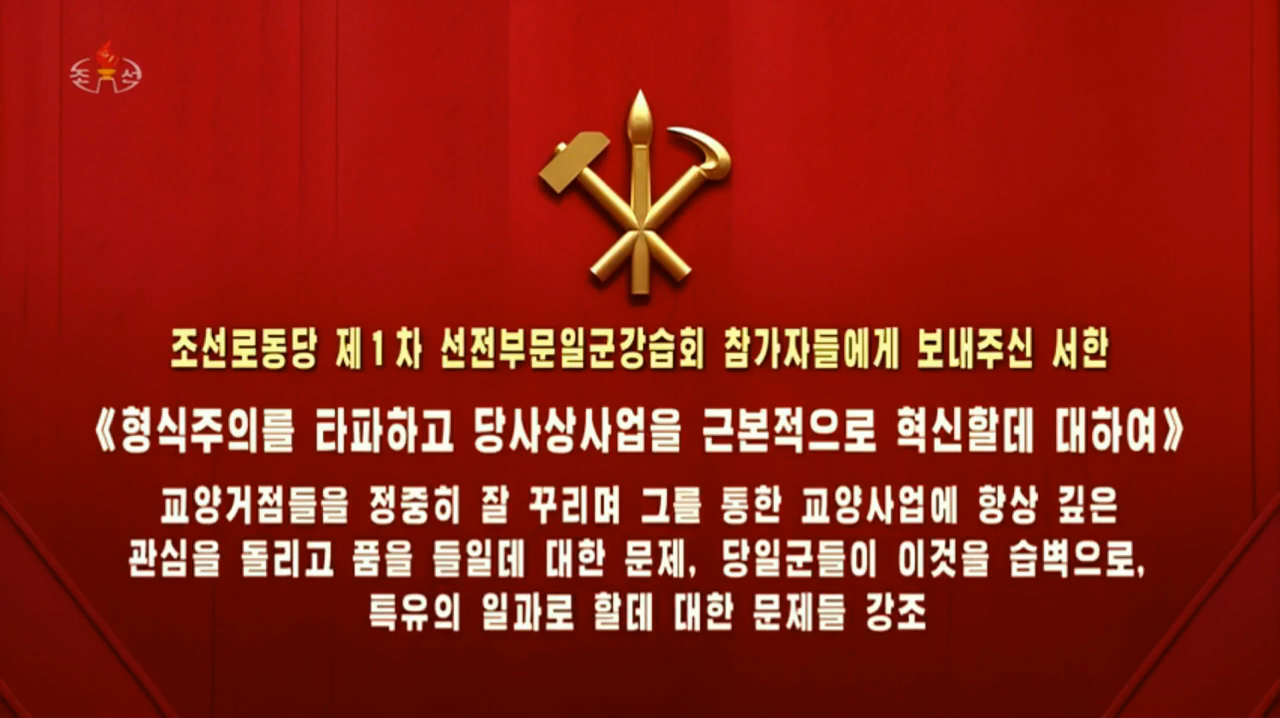 조선
조선로동당 제1차 선전부문일군강습회 참가자들에게 보내주신 서한
《형식주의를 타파하고 당사상사업을 근본적으로 혁신할데 대하여》
교양거점들을 정중히 잘 꾸리며 그를 통한 교양사업에 항상 깊은
관심을 돌리고 품을 들일데 대한 문제, 당일군들이 이것을 습벽으로,
특유의 일과로 할데 대한 문제들 강조